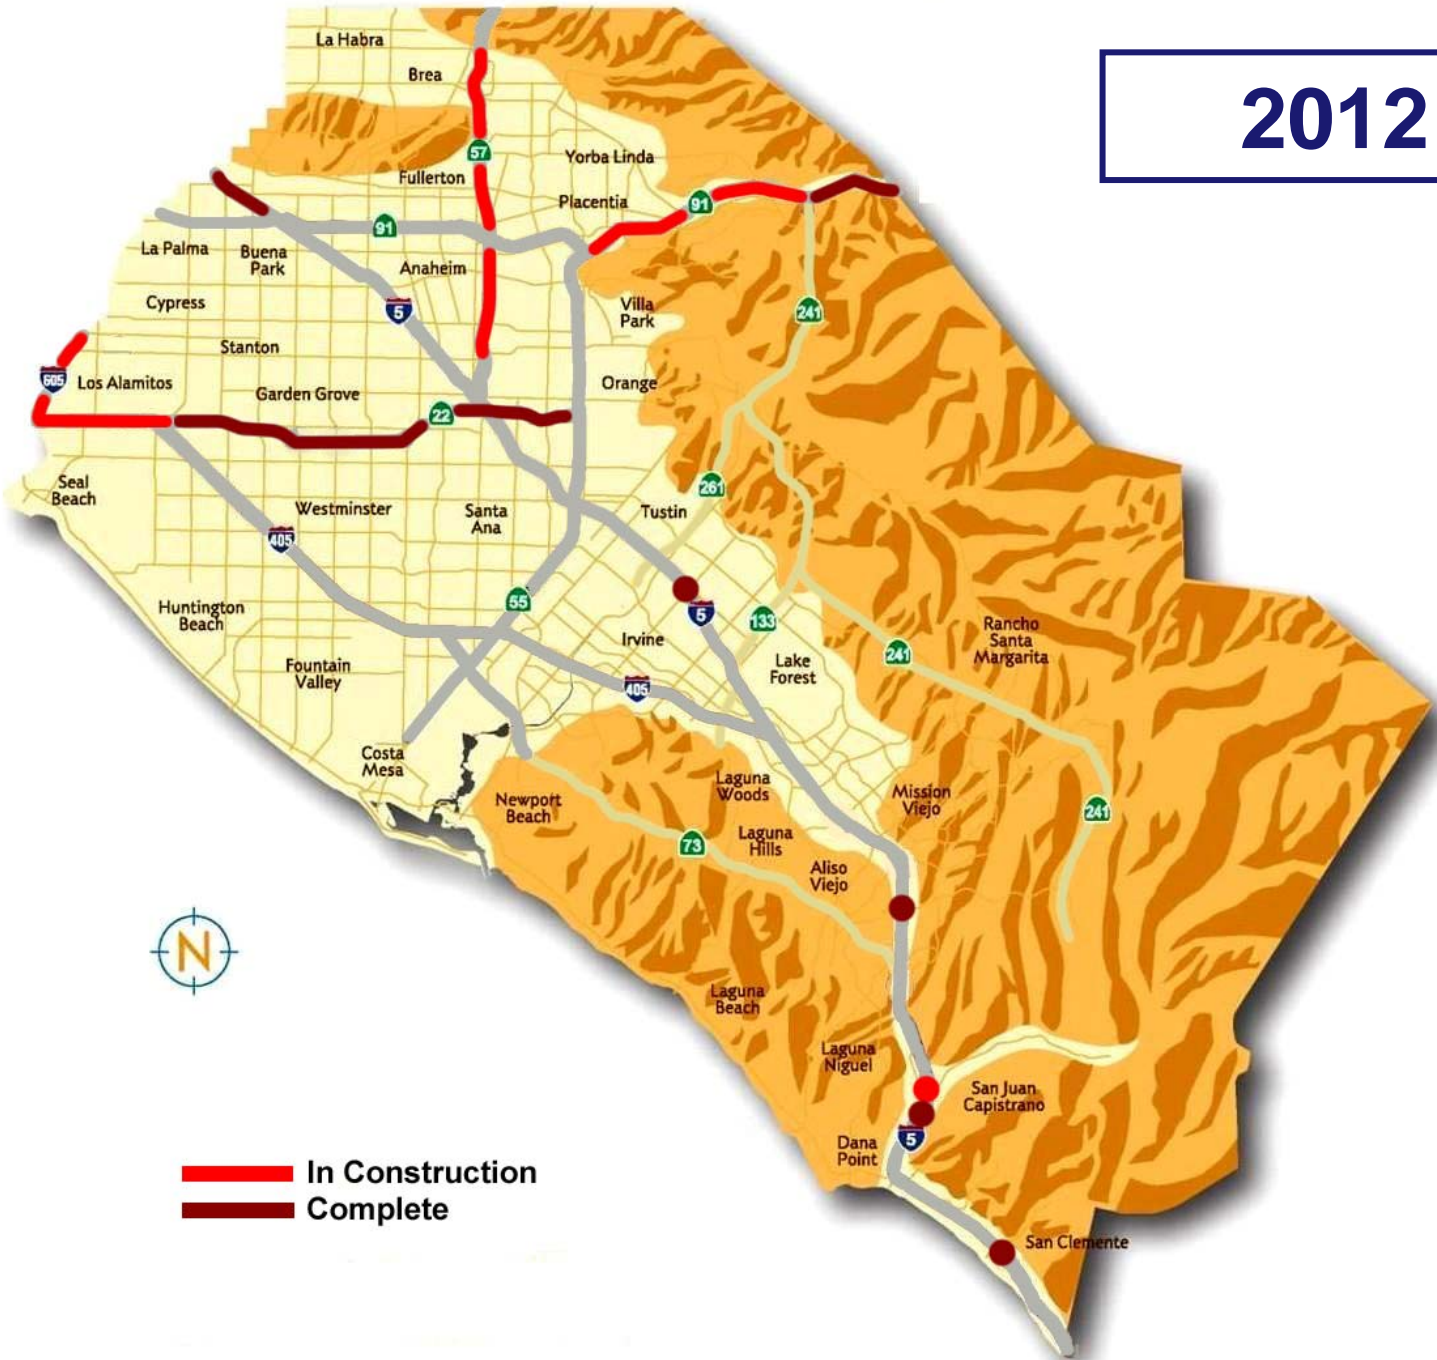 La Habra
2012
Brea
57
Yorba Linda
Fullerton
Placentia
91
91
La Palma
Buena
Park
Anaheim
Cypress
5
Villa
Park
241
Stanton
605
Los Alamitos
Garden Grove
Orange
22
Seal
Beach
261
Westminster
Santa
Ana
Tustin
405
Huntington
Beach
55
5
133
Irvine
Rancho
Santa
Margarita
241
Fountain
Valley
Lake
Forest
405
Costa
Mesa
Laguna
Woods
Newport
Beach
Mission
Viejo
241
73
Laguna
Hills
Aliso
Viejo
N
Laguna
Beach
Laguna
Niguel
San Juan
Capistrano
5
Dana
Point
In Construction
Complete
San Clemente